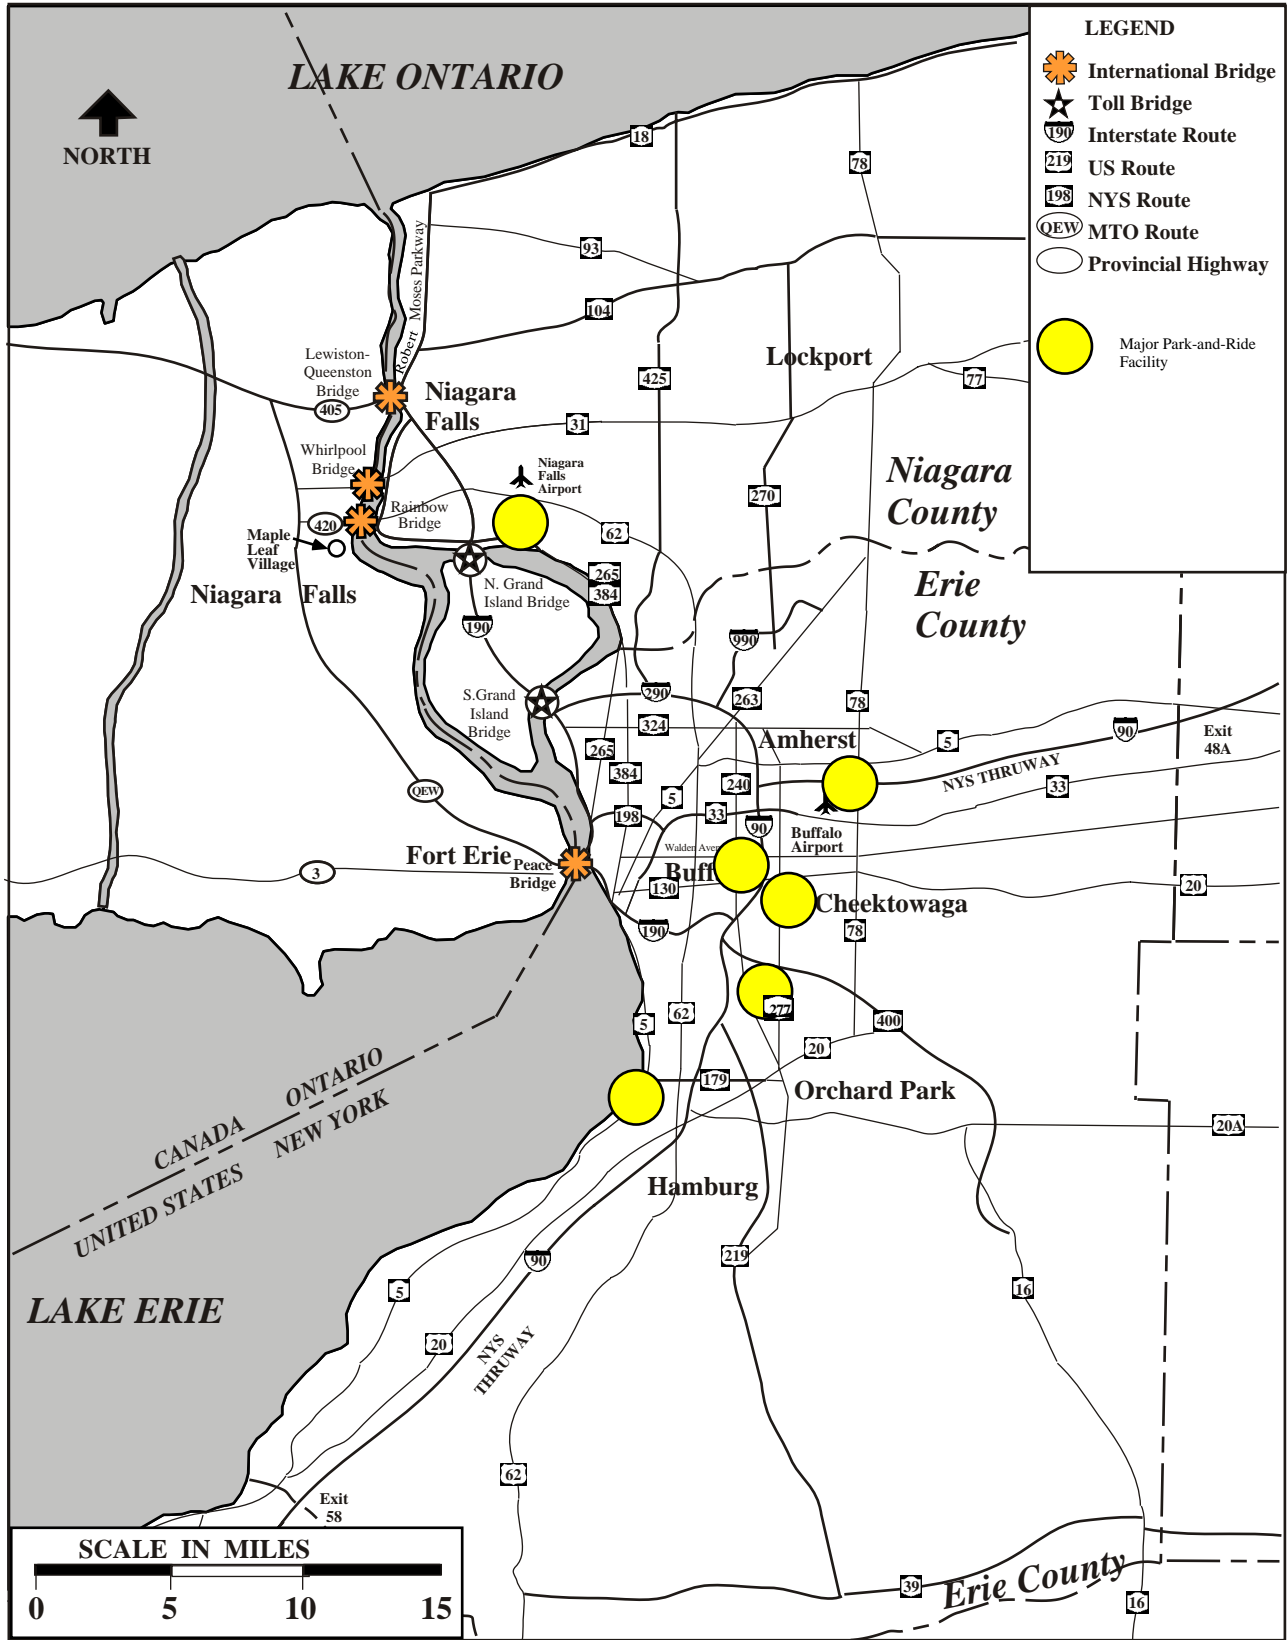 LEGEND
International Bridge
Toll Bridge
190 Interstate Route
219 US Route
198 NYS Route
QEW MTO Route
Provincial Highway
Major Park-and-Ride
Facility
LAKE ONTARIO
NORTH
18
78
93
Robert Moses Parkway
104
Lewiston-
Queenston
Bridge
405
Niagara
Falls
Lockport
425
77
31
Whirlpool
Bridge
Niagara
Falls
Airport
270
Niagara
County
Rainbow
Bridge
420
62
Maple
Leaf
Village
Niagara Falls
265
384
N. Grand
Island Bridge
Erie
County
190
990
S.Grand
Island
Bridge
290
263
78
324
Amherst
5
90
Exit
48A
265
384
240
NYS THRUWAY
33
QEW
5
198
33
90
Buffalo
Airport
Fort Erie
Peace
Bridge
Walden
3
130
20
Cheektowaga
190
78
5
62
277
400
20
179
Orchard Park
CANADA ONTARIO
UNITED STATES NEW YORK
20A
Hamburg
219
90
5
16
LAKE ERIE
20
NYS
THRUWAY
62
Exit
58
SCALE IN MILES
0 5 10 15
39
Erie County
16